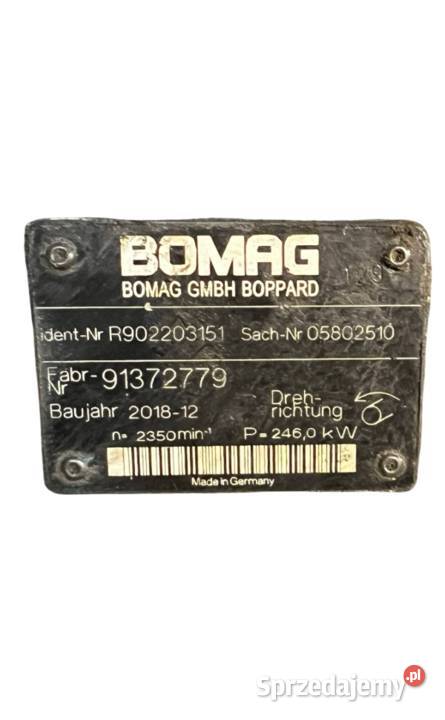 BOMAG
BOMAG GMBH BOPPARD
ident-Nr R902203151 Sach-Nr 05802510
Fabr-Nr 91372779
Baujahr 2018-12 Dreh-richtung
n= 2350min⁻¹ P= 246,0 kW
Made in Germany
Sprzedajemy.pl